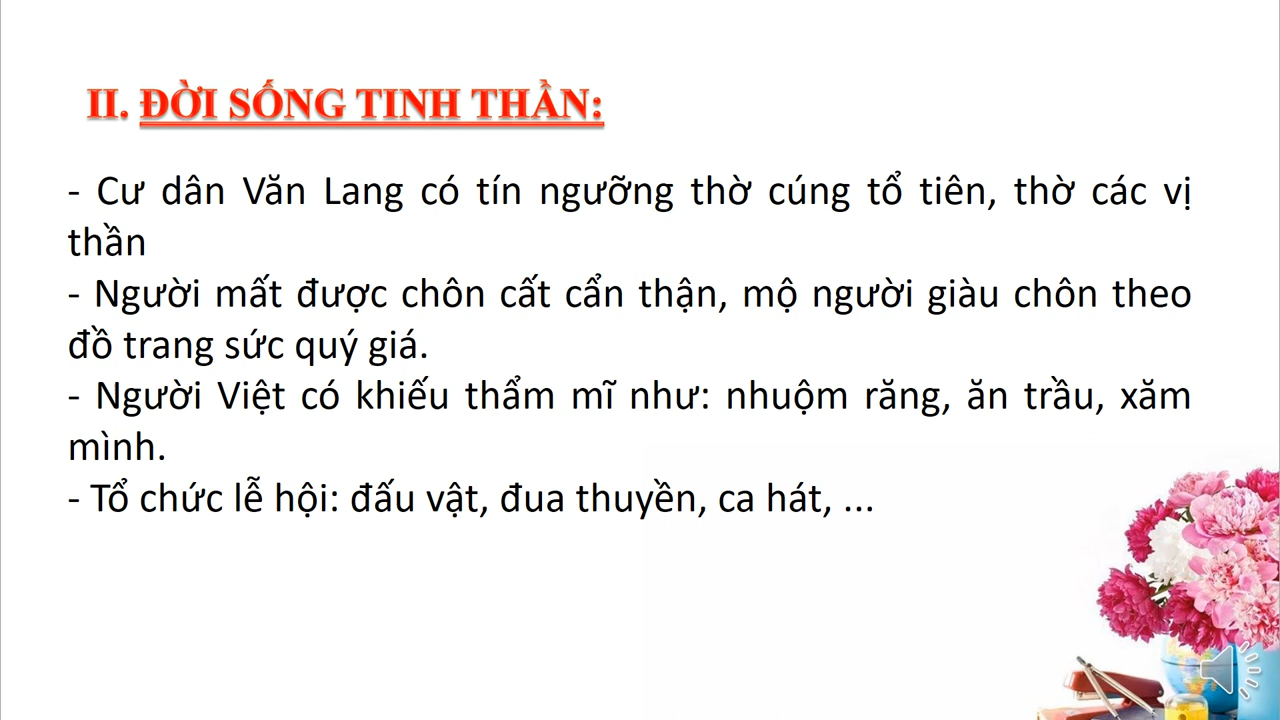 II. ĐỜI SỐNG TINH THẦN:
- Cư dân Văn Lang có tín ngưỡng thờ cúng tổ tiên, thờ các vị
thần
- Người mất được chôn cất cẩn thận, mộ người giàu chôn theo
đồ trang sức quý giá.
- Người Việt có khiếu thẩm mĩ như: nhuộm răng, ăn trầu, xăm
mình.
- Tổ chức lễ hội: đấu vật, đua thuyền, ca hát, ...